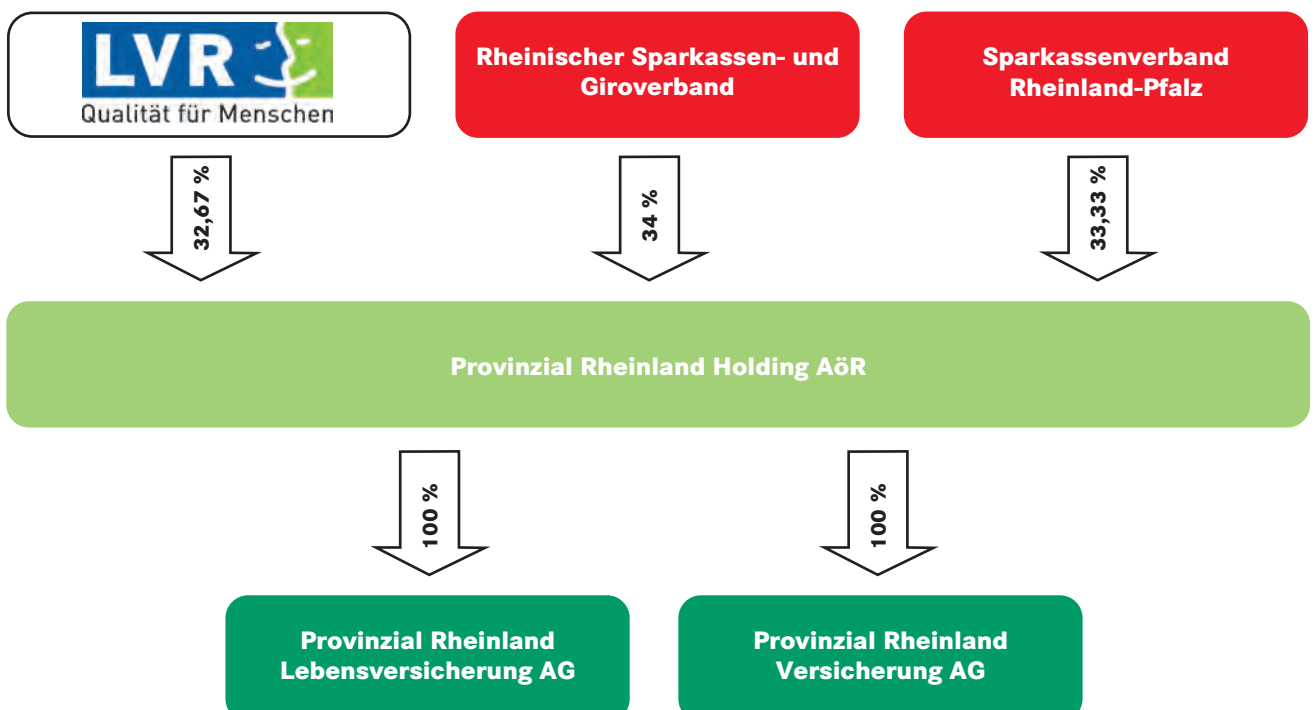 LVR
Qualität für Menschen
Rheinischer Sparkassen- und
Giroverband
Sparkassenverband
Rheinland-Pfalz
32,67 %
34 %
33,33 %
Provinzial Rheinland Holding AöR
100 %
100 %
Provinzial Rheinland
Lebensversicherung AG
Provinzial Rheinland
Versicherung AG